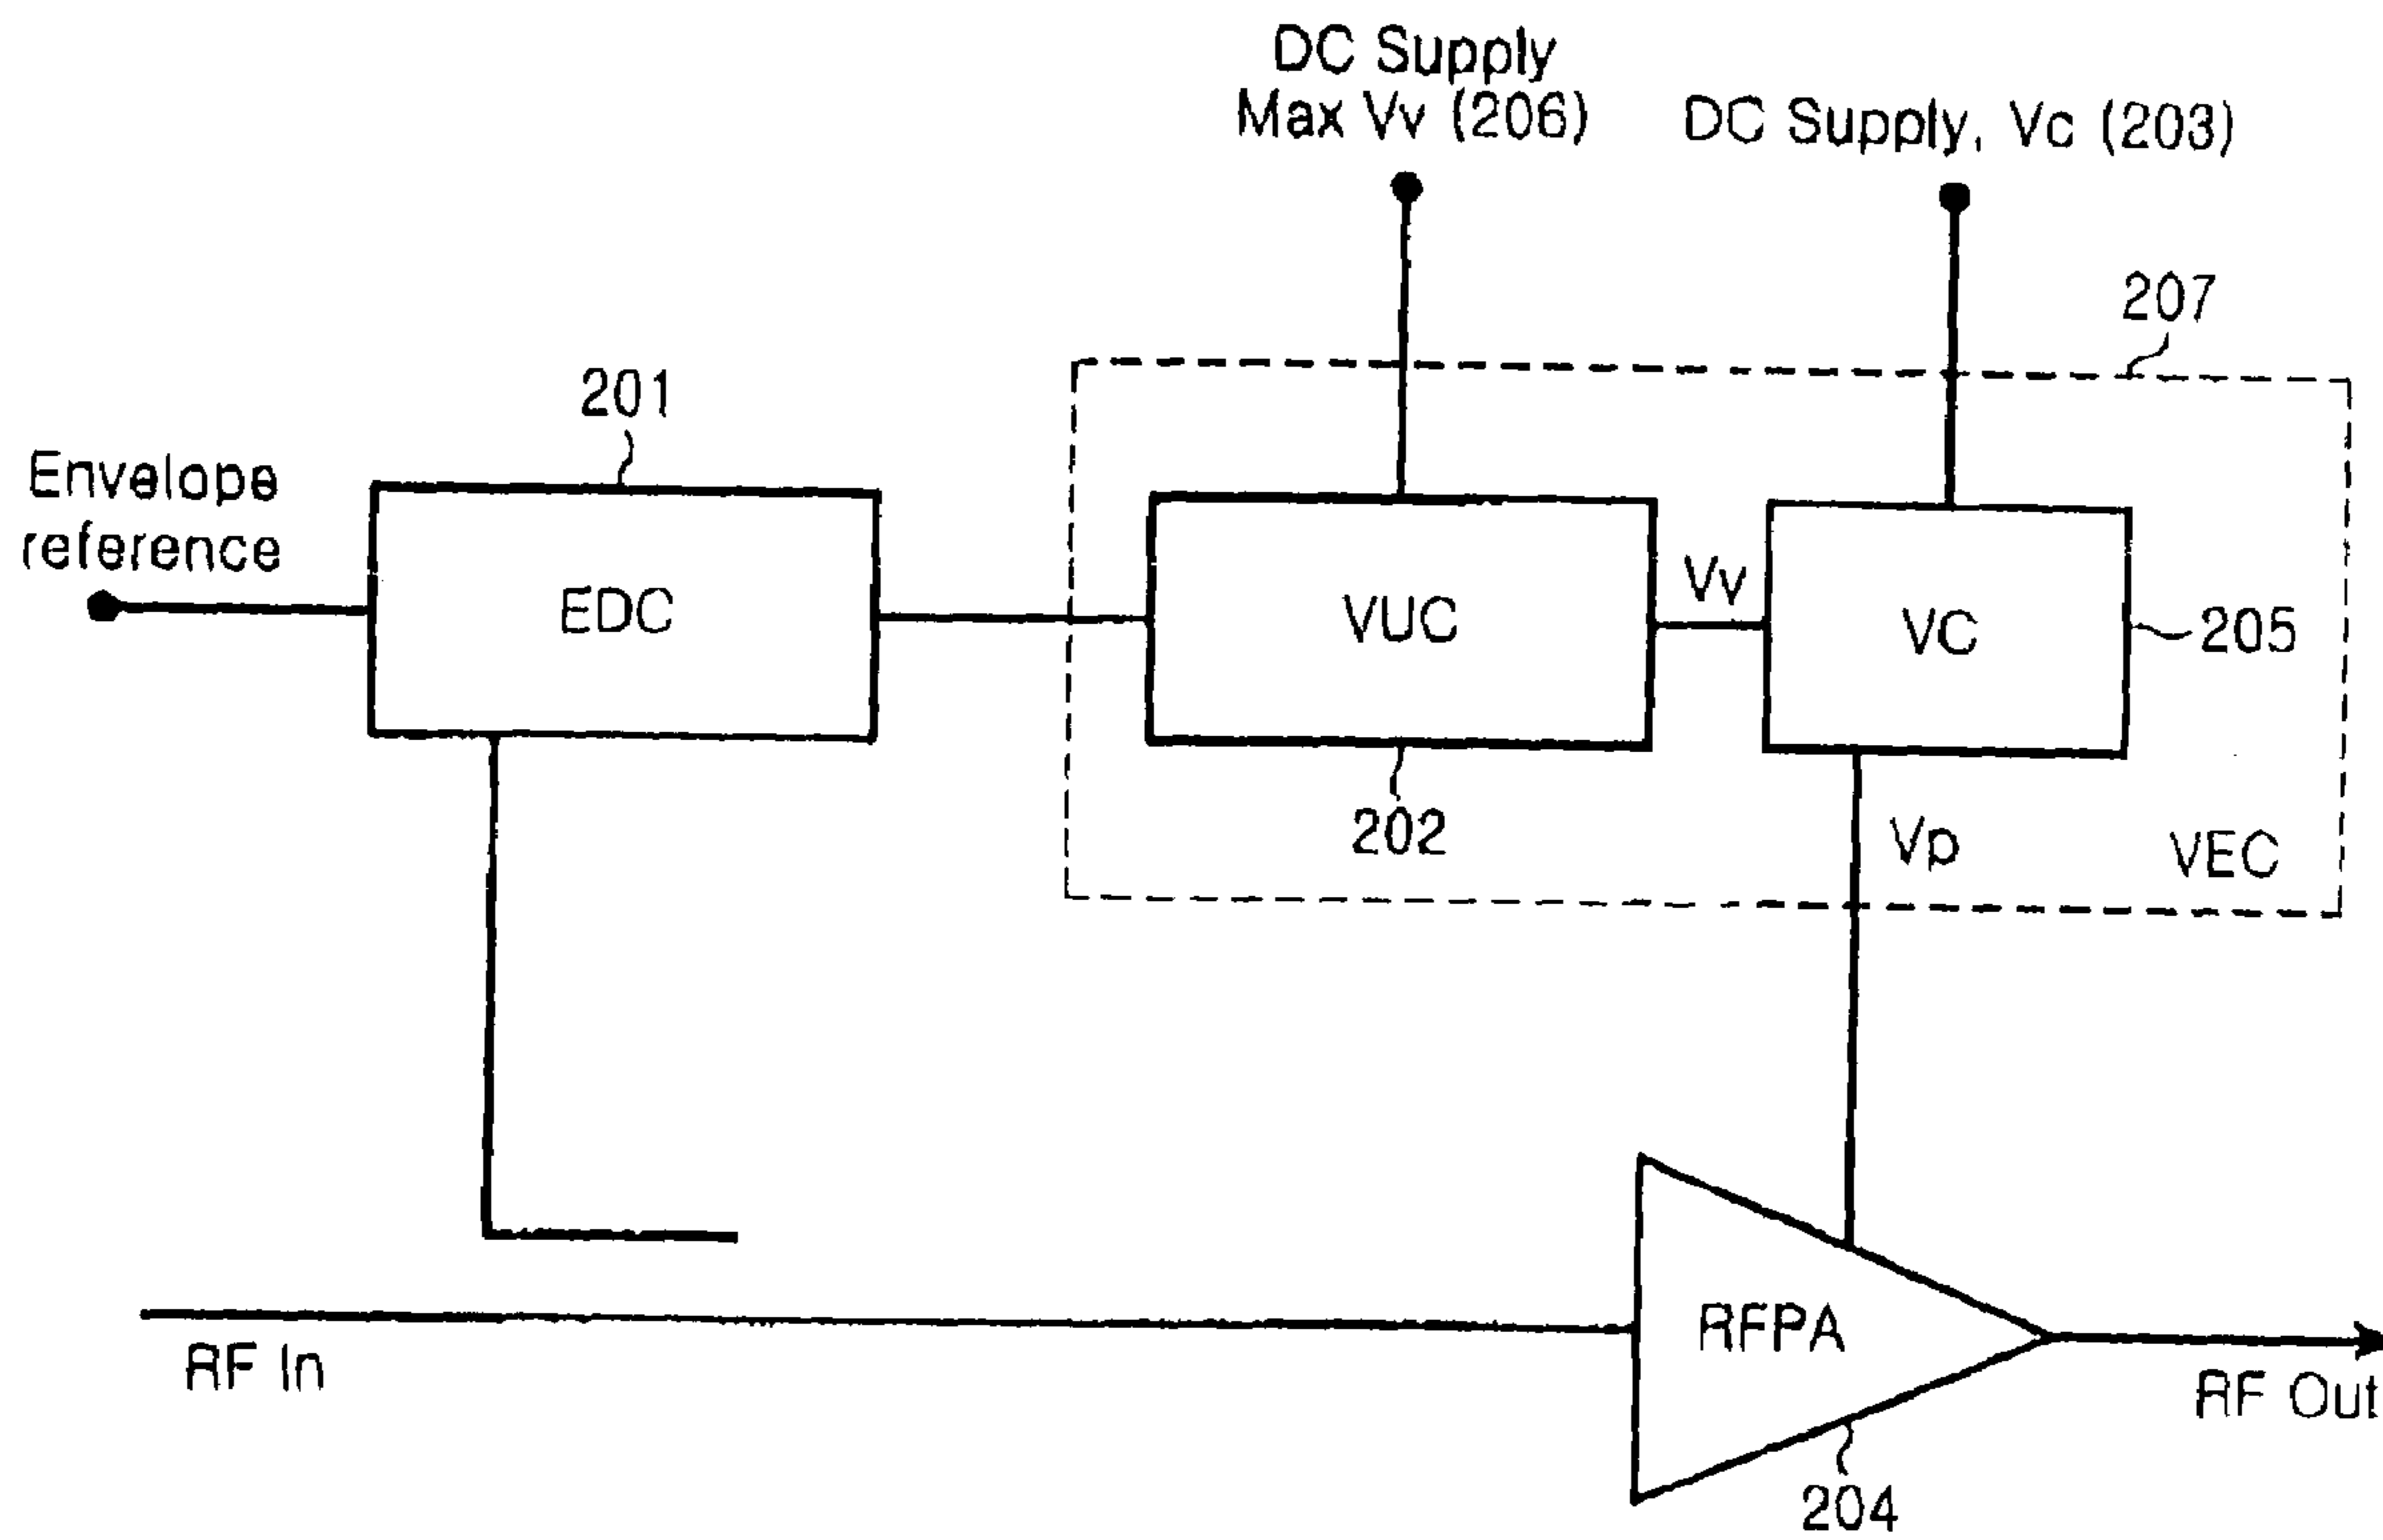 DC Supply
Max Vv (206)
DC Supply, Vc (203)
207
201
Envelope
reference
EDC
VUC
Vv
VC
205
202
Vp
VEC
RFPA
RF In
RF Out
204